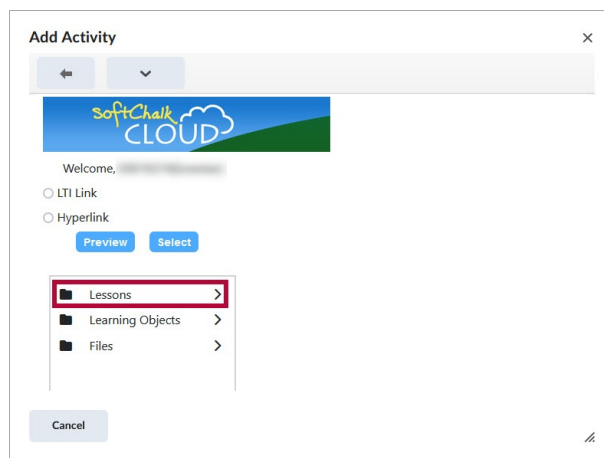 Add Activity
softChalk
CLOUD
Welcome,
LTI Link
Hyperlink
Preview Select
Lessons
Learning Objects
Files
Cancel